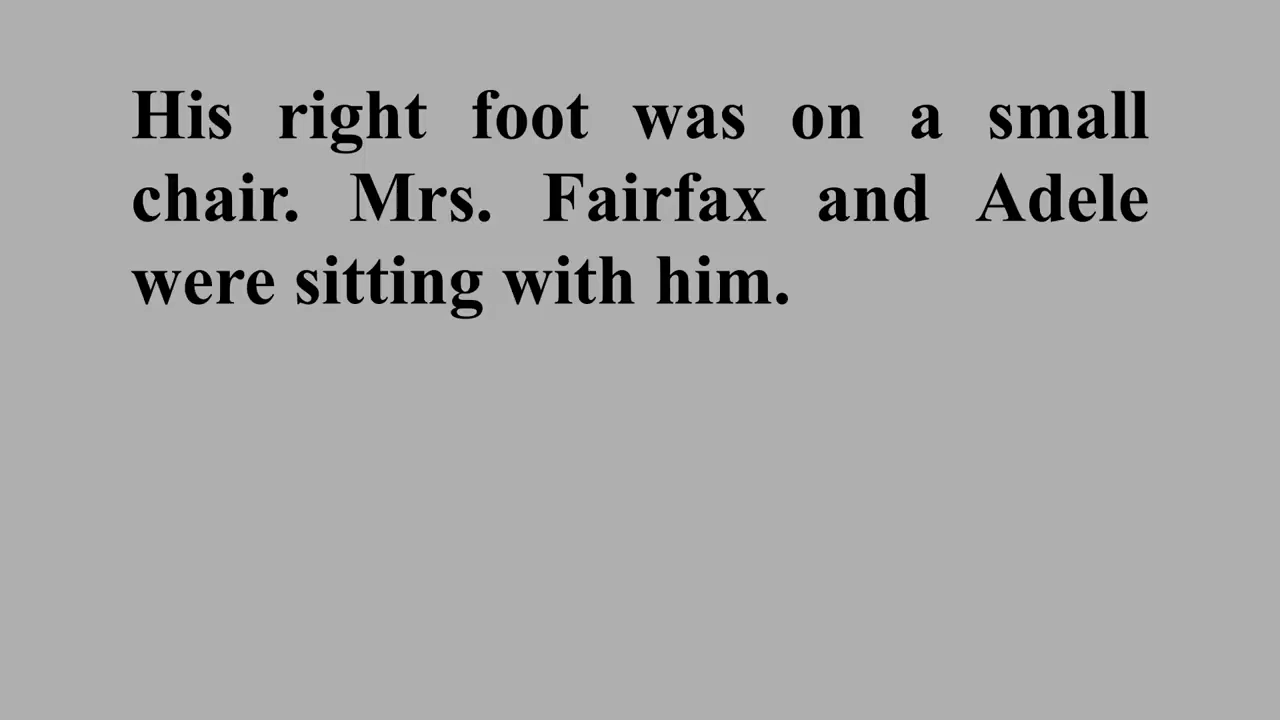 His right foot was on a small
chair. Mrs. Fairfax and Adele
were sitting with him.